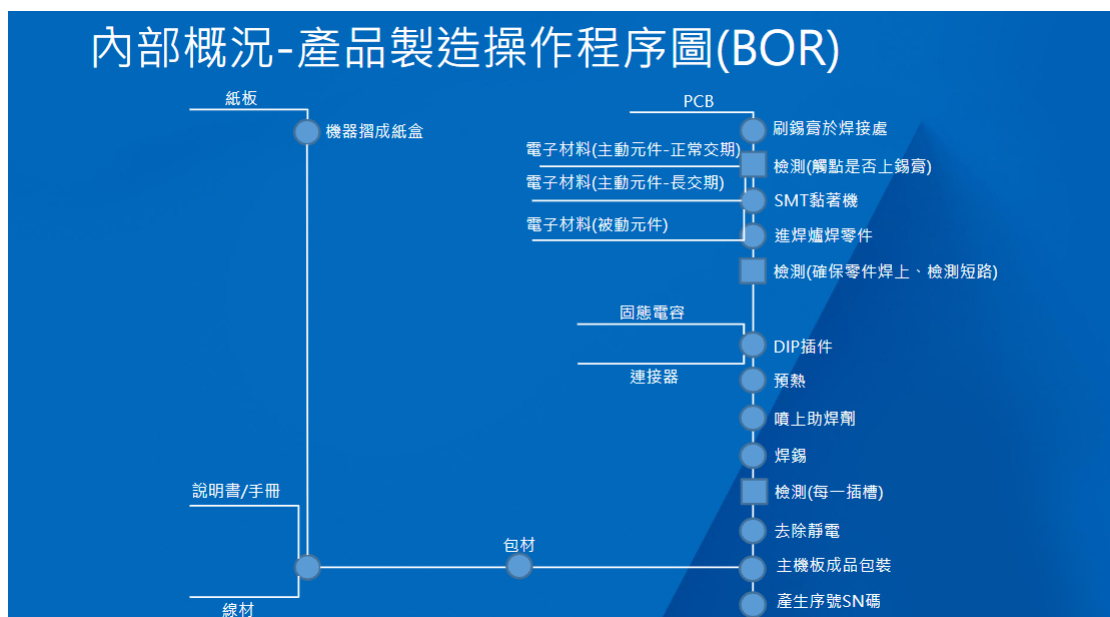 內部概況-產品製造操作程序圖(BOR)
紙板
機器摺成紙盒
PCB
刷錫膏於焊接處
電子材料(主動元件-正常交期)
檢測(觸點是否上錫膏)
電子材料(主動元件-長交期)
SMT黏著機
電子材料(被動元件)
進焊爐焊零件
檢測(確保零件焊上、檢測短路)
固態電容
DIP插件
連接器
預熱
噴上助焊劑
焊錫
說明書/手冊
檢測(每一插槽)
去除靜電
包材
主機板成品包裝
線材
產生序號SN碼